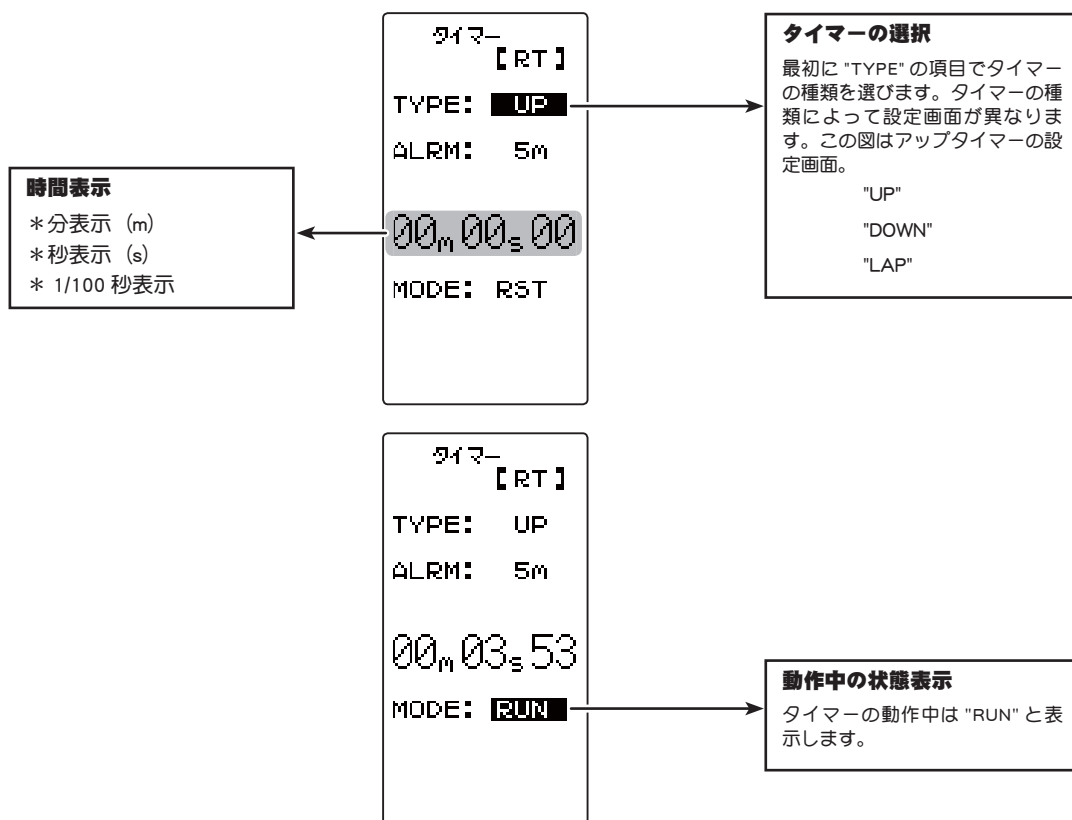 タイマー
【RT】
TYPE: UP
ALRM: 5m
00m00s00
MODE: RST
タイマーの選択
最初に "TYPE" の項目でタイマー
の種類を選びます。タイマーの種
類によって設定画面が異なりま
す。この図はアップタイマーの設
定画面。
"UP"
"DOWN"
"LAP"
時間表示
＊分表示（m）
＊秒表示（s）
＊ 1/100 秒表示
タイマー
【RT】
TYPE: UP
ALRM: 5m
00m03s53
MODE: RUN
動作中の状態表示
タイマーの動作中は "RUN" と表
示します。